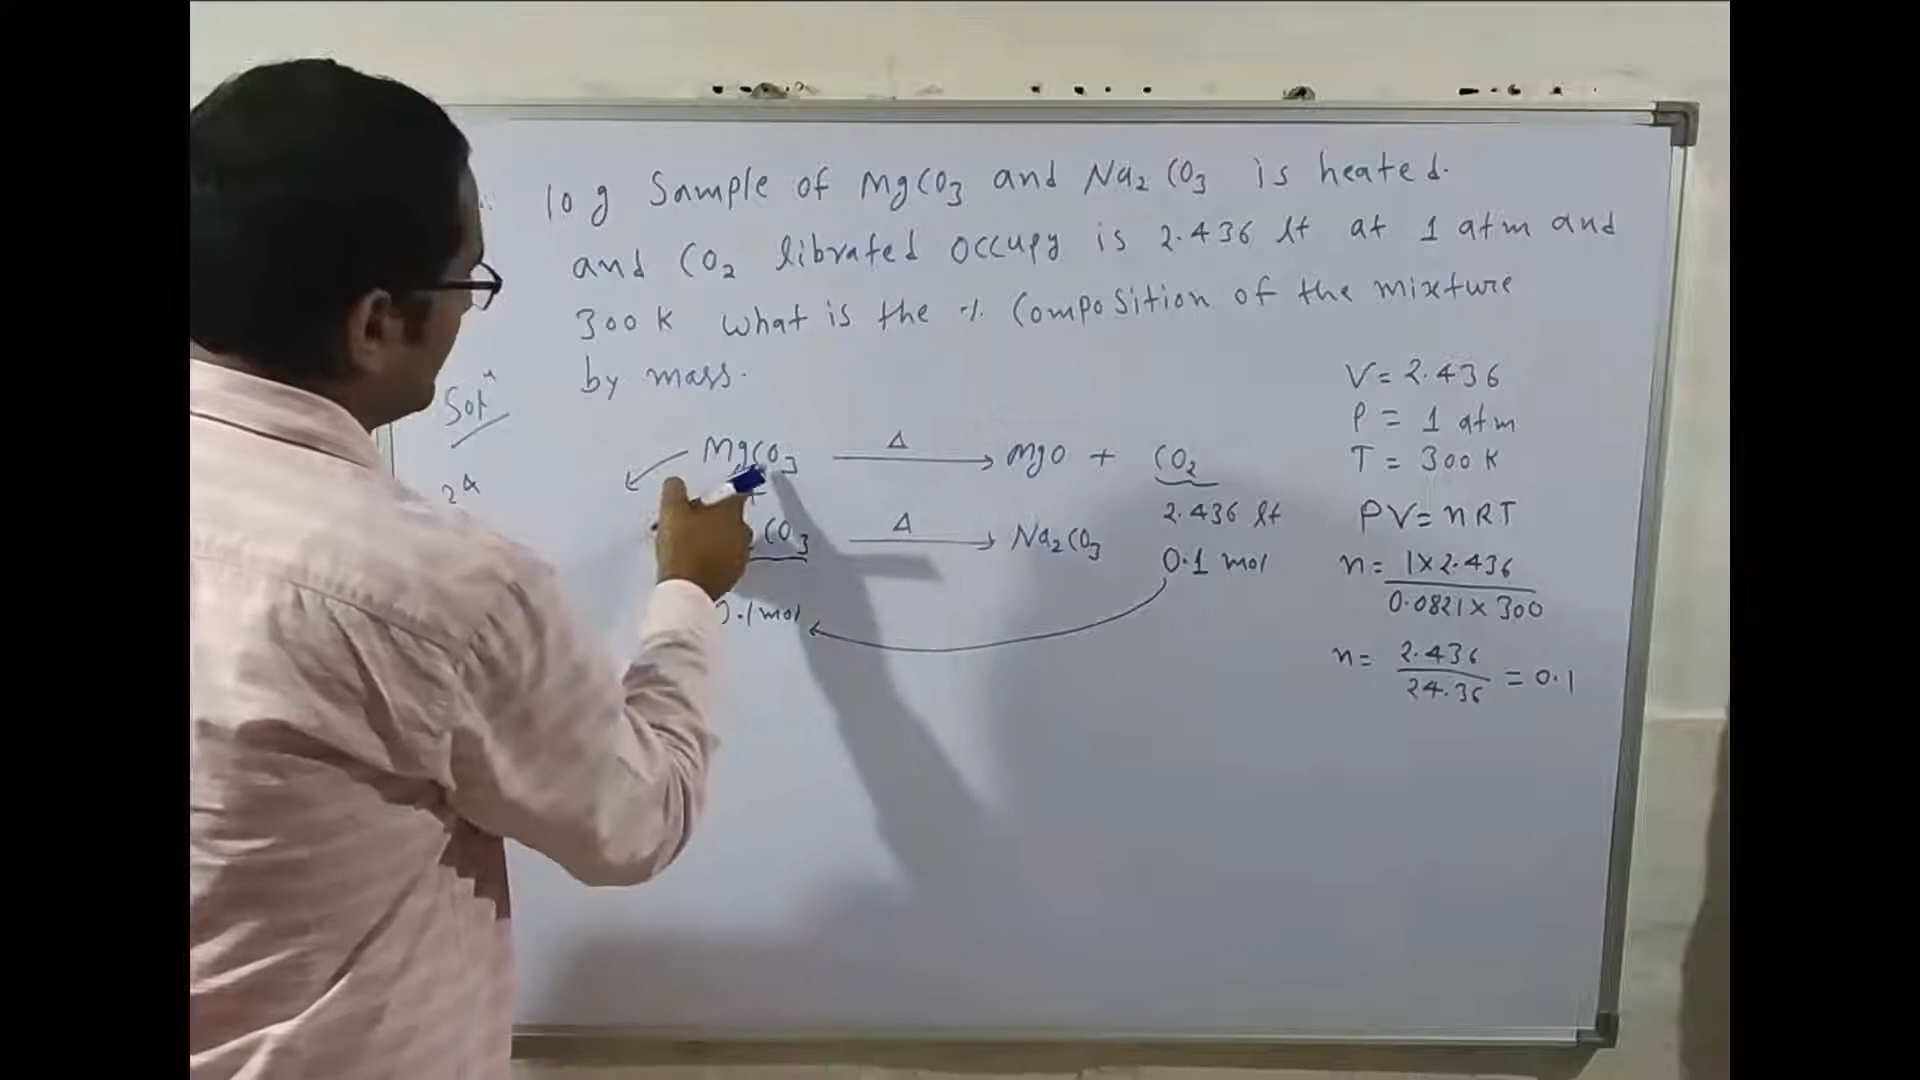 10 g Sample of MgCO3 and Na2CO3 is heated.
and CO2 librated occupy is 2.436 lt at 1 atm and
300 K what is the % Composition of the mixture
by mass.
Sol^n
MgCO3 —Δ→ MgO + CO2
+
CO3 —Δ→ Na2CO3
2.436 lt
0.1 mol
0.1 mol
24
V = 2.436
P = 1 atm
T = 300 K
PV = nRT
n = 1×2.436
0.0821×300
n = 2.436
24.36 = 0.1